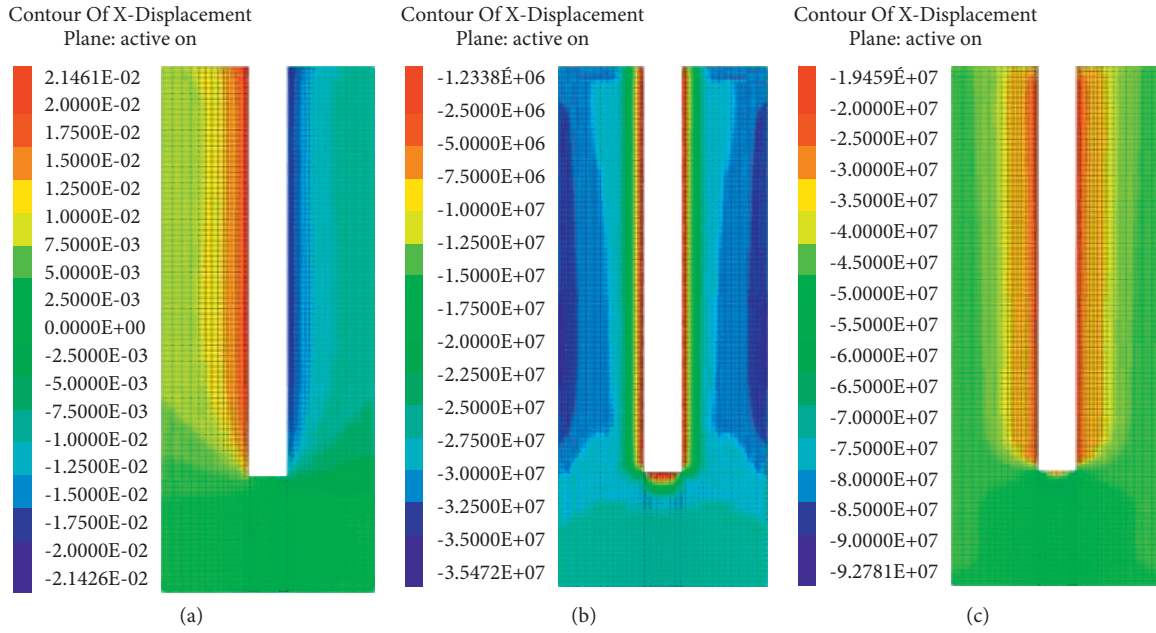 Contour Of X-Displacement
Plane: active on
2.1461E-02
2.0000E-02
1.7500E-02
1.5000E-02
1.2500E-02
1.0000E-02
7.5000E-03
5.0000E-03
2.5000E-03
0.0000E+00
-2.5000E-03
-5.0000E-03
-7.5000E-03
-1.0000E-02
-1.2500E-02
-1.5000E-02
-1.7500E-02
-2.0000E-02
-2.1426E-02
(a)
Contour Of X-Displacement
Plane: active on
-1.2338É+06
-2.5000E+06
-5.0000E+06
-7.5000E+06
-1.0000E+07
-1.2500E+07
-1.5000E+07
-1.7500E+07
-2.0000E+07
-2.2500E+07
-2.5000E+07
-2.7500E+07
-3.0000E+07
-3.2500E+07
-3.5000E+07
-3.5472E+07
(b)
Contour Of X-Displacement
Plane: active on
-1.9459É+07
-2.0000E+07
-2.5000E+07
-3.0000E+07
-3.5000E+07
-4.0000E+07
-4.5000E+07
-5.0000E+07
-5.5000E+07
-6.0000E+07
-6.5000E+07
-7.0000E+07
-7.5000E+07
-8.0000E+07
-8.5000E+07
-9.0000E+07
-9.2781E+07
(c)